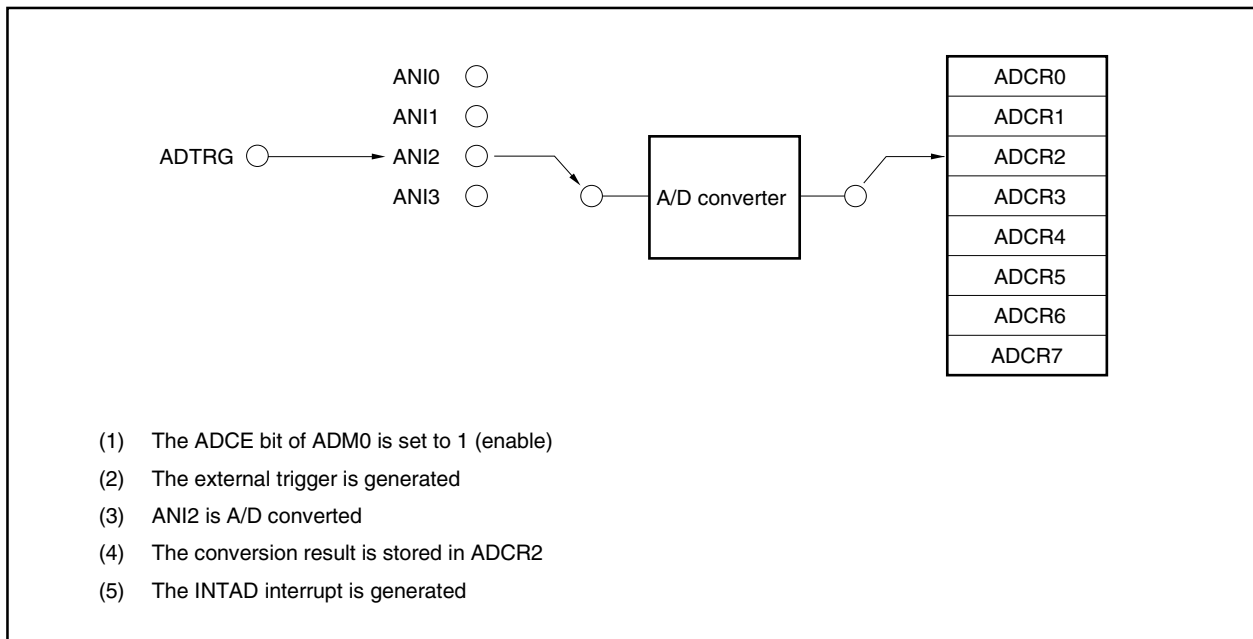 ANI0
ANI1
ADTRG
ANI2
ANI3
A/D converter
ADCR0
ADCR1
ADCR2
ADCR3
ADCR4
ADCR5
ADCR6
ADCR7
(1) The ADCE bit of ADM0 is set to 1 (enable)
(2) The external trigger is generated
(3) ANI2 is A/D converted
(4) The conversion result is stored in ADCR2
(5) The INTAD interrupt is generated